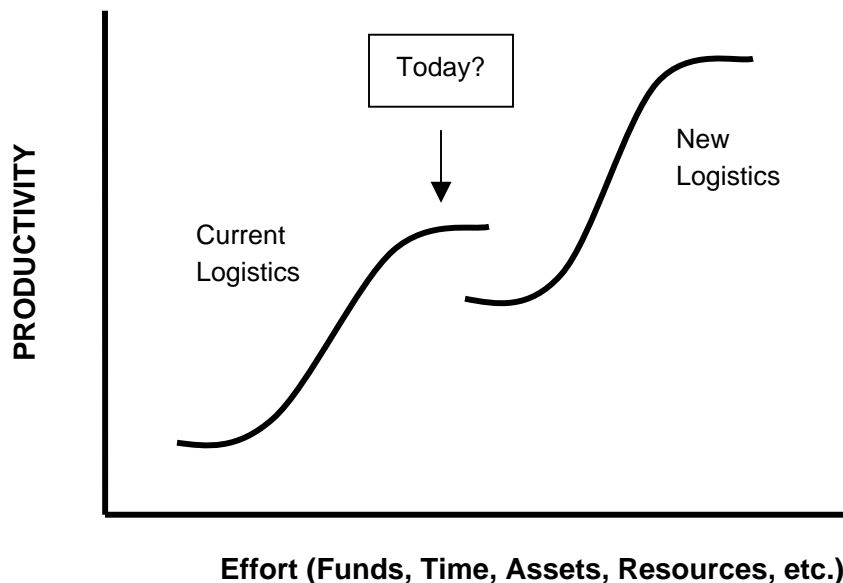 Today?
New
Logistics
Current
Logistics
PRODUCTIVITY
Effort (Funds, Time, Assets, Resources, etc.)